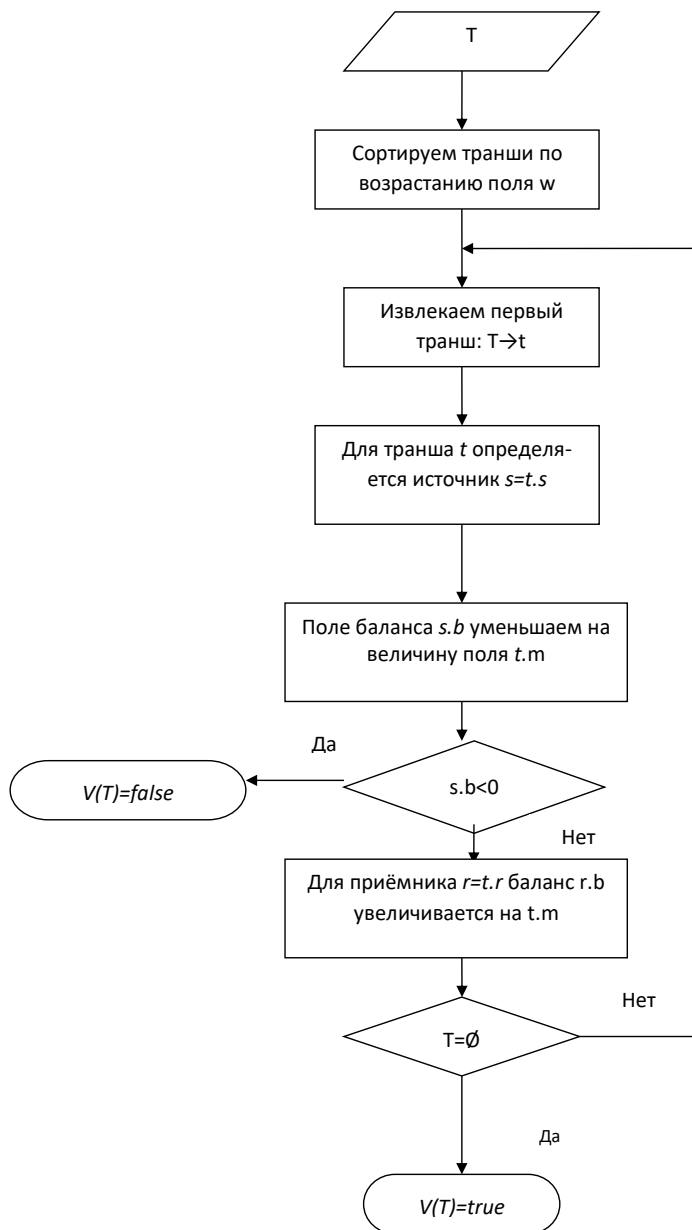 T
Сортируем транши по
возрастанию поля w
Извлекаем первый
транш: T→t
Для транша t определя-
ется источник s=t.s
Поле баланса s.b уменьшаем на
величину поля t.m
Да
s.b<0
V(T)=false
Нет
Для приёмника r=t.r баланс r.b
увеличивается на t.m
Нет
T=Ø
Да
V(T)=true